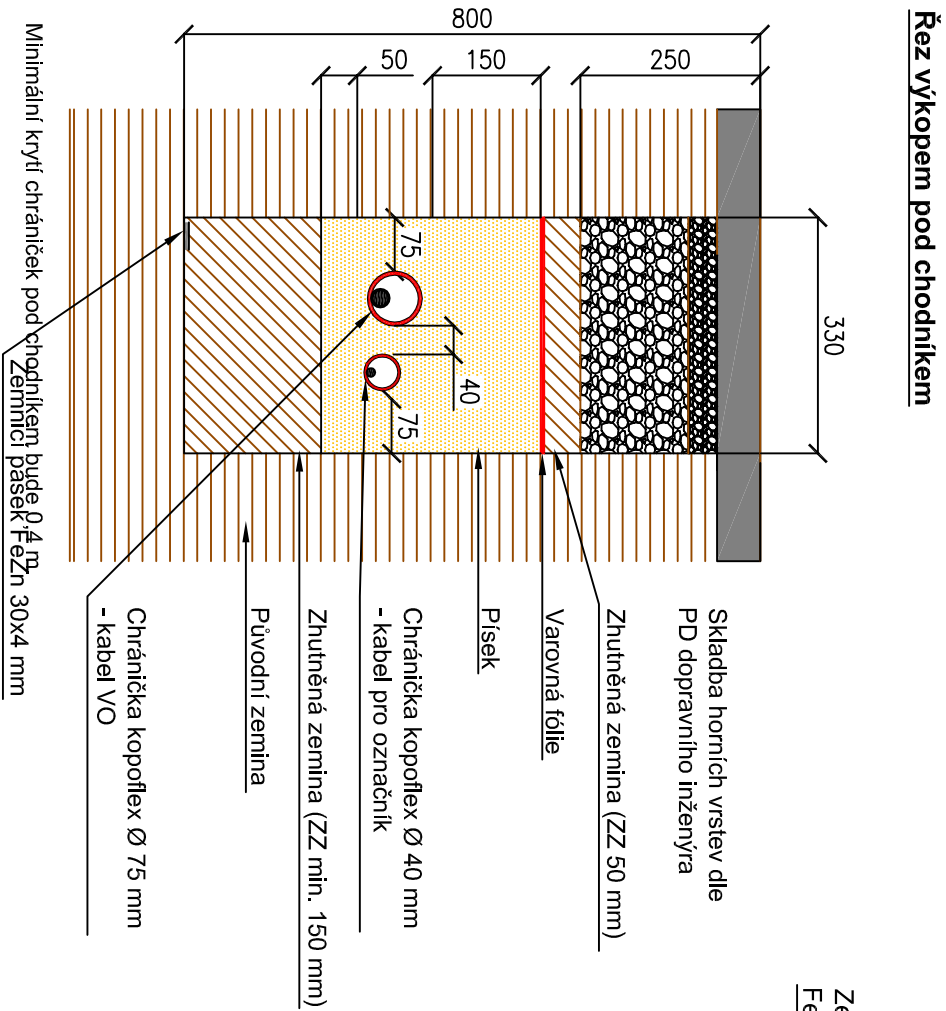 Řez výkopem pod chodníkem
330
800
250
150
50
75
40
75
Skladba horních vrstev dle
PD dopravního inženýra
Zhutněná zemina (ZZ 50 mm)
Varovná fólie
Písek
Chránička kopoflex Ø 40 mm
- kabel pro označník
Zhutněná zemina (ZZ min. 150 mm)
Původní zemina
Chránička kopoflex Ø 75 mm
- kabel VO
Zemnící pásek FeZn 30x4 mm
Minimální krytí chrániček pod chodníkem bude 0,4 m
Ze
Fe